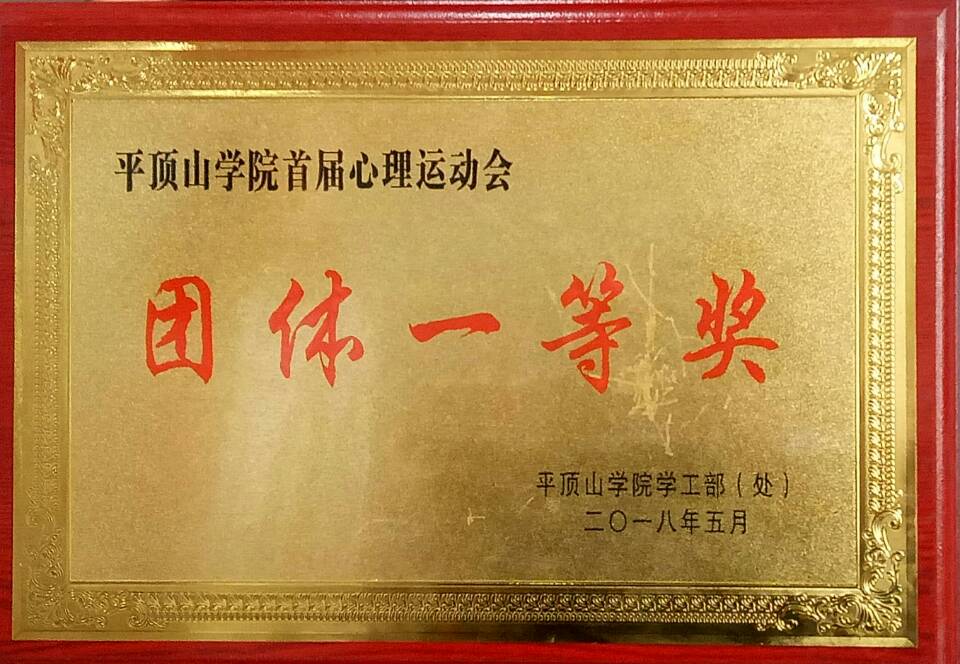 平顶山学院首届心理运动会
团体一等奖
平顶山学院学工部（处）
二〇一八年五月